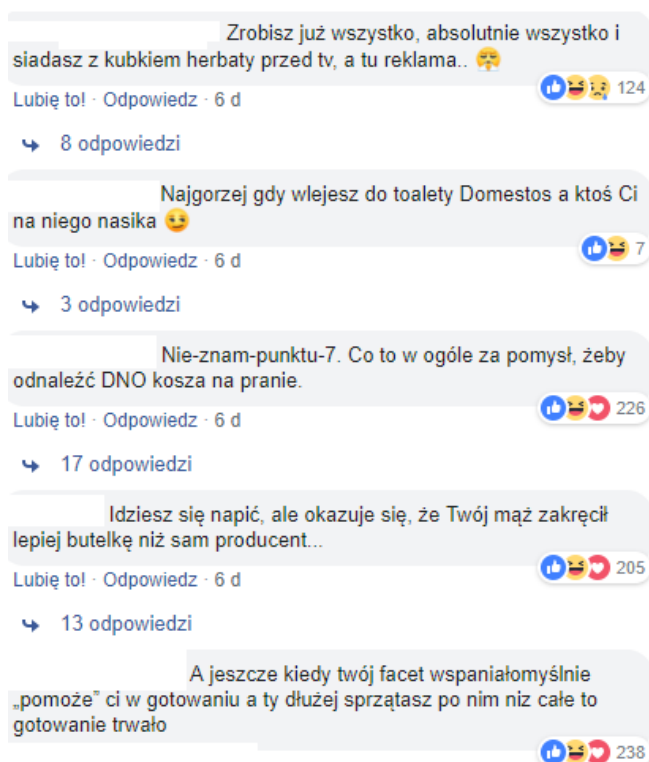 Zrobisz już wszystko, absolutnie wszystko i
siadasz z kubkiem herbaty przed tv, a tu reklama..
124
Lubię to! · Odpowiedz · 6 d
8 odpowiedzi
Najgorzej gdy wlejesz do toalety Domestos a ktoś Ci
na niego nasika
7
Lubię to! · Odpowiedz · 6 d
3 odpowiedzi
Nie-znam-punktu-7. Co to w ogóle za pomysł, żeby
odnaleźć DNO kosza na pranie.
226
Lubię to! · Odpowiedz · 6 d
17 odpowiedzi
Idziesz się napić, ale okazuje się, że Twój mąż zakręcił
lepiej butelkę niż sam producent...
205
Lubię to! · Odpowiedz · 6 d
13 odpowiedzi
A jeszcze kiedy twój facet wspaniałomyślnie
„pomoże” ci w gotowaniu a ty dłużej sprzątasz po nim niz całe to
gotowanie trwało
238